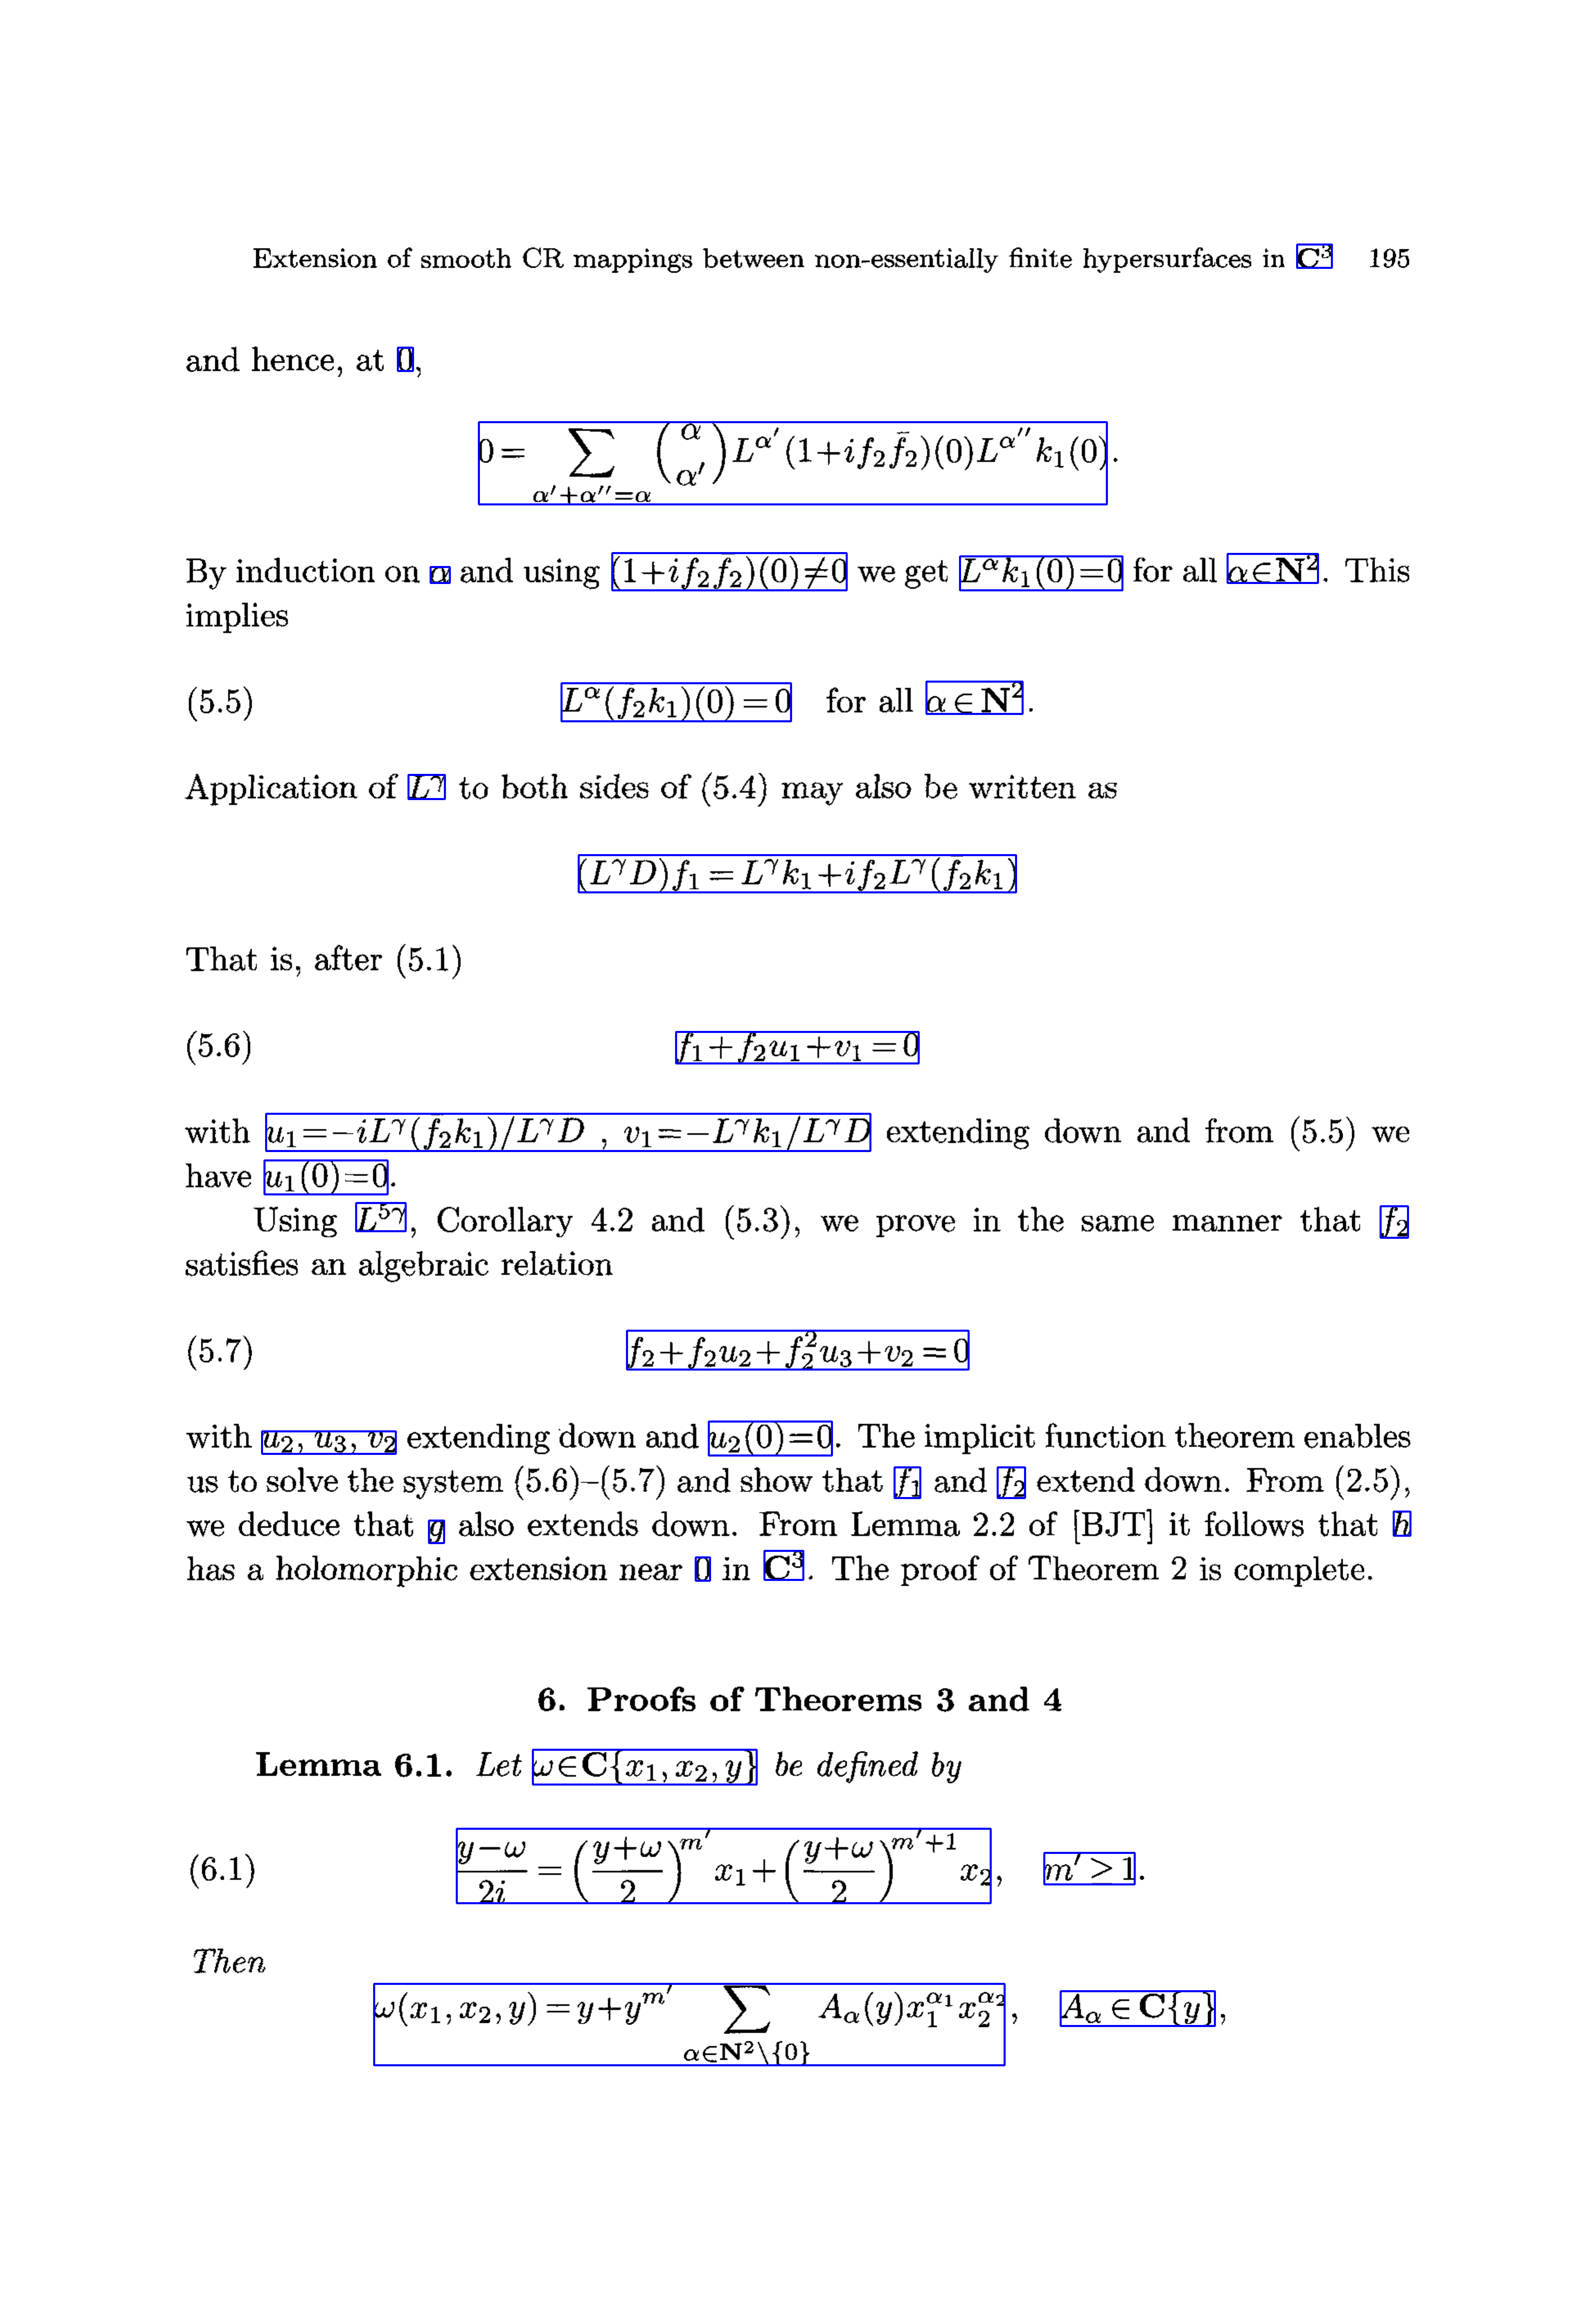 Extension of smooth CR mappings between non-essentially finite hypersurfaces in C³ 195
and hence, at 0,
$0=\sum_{\alpha'+\alpha''=\alpha}\binom{\alpha}{\alpha'}L^{\alpha'}(1+if_2\bar{f}_2)(0)L^{\alpha''}k_1(0).$
By induction on $\alpha$ and using $(1+if_2f_2)(0)\neq 0$ we get $L^{\alpha}k_1(0)=0$ for all $\alpha\in\mathbf{N}^2$. This
implies
(5.5) $L^{\alpha}(f_2k_1)(0)=0$ for all $\alpha\in\mathbf{N}^2$.
Application of $L^{\gamma}$ to both sides of (5.4) may also be written as
$(L^{\gamma}D)f_1=L^{\gamma}k_1+if_2L^{\gamma}(f_2k_1)$
That is, after (5.1)
(5.6) $f_1+f_2u_1+v_1=0$
with $u_1=-iL^{\gamma}(f_2k_1)/L^{\gamma}D$ , $v_1=-L^{\gamma}k_1/L^{\gamma}D$ extending down and from (5.5) we
have $u_1(0)=0$.
Using $L^{5\gamma}$, Corollary 4.2 and (5.3), we prove in the same manner that $f_2$
satisfies an algebraic relation
(5.7) $f_2+f_2u_2+f_2^2u_3+v_2=0$
with $u_2, u_3, v_2$ extending down and $u_2(0)=0$. The implicit function theorem enables
us to solve the system (5.6)–(5.7) and show that $f_1$ and $f_2$ extend down. From (2.5),
we deduce that $g$ also extends down. From Lemma 2.2 of [BJT] it follows that $h$
has a holomorphic extension near 0 in $\mathbf{C}^3$. The proof of Theorem 2 is complete.
6. Proofs of Theorems 3 and 4
Lemma 6.1. Let $\omega\in\mathbf{C}\{x_1,x_2,y\}$ be defined by
(6.1) $\frac{y-\omega}{2i}=\left(\frac{y+\omega}{2}\right)^{m'}x_1+\left(\frac{y+\omega}{2}\right)^{m'+1}x_2,\quad m'\geq 1.$
Then
$\omega(x_1,x_2,y)=y+y^{m'}\sum_{\alpha\in\mathbf{N}^2\backslash\{0\}}A_{\alpha}(y)x_1^{\alpha_1}x_2^{\alpha_2},\quad A_{\alpha}\in\mathbf{C}\{y\},$